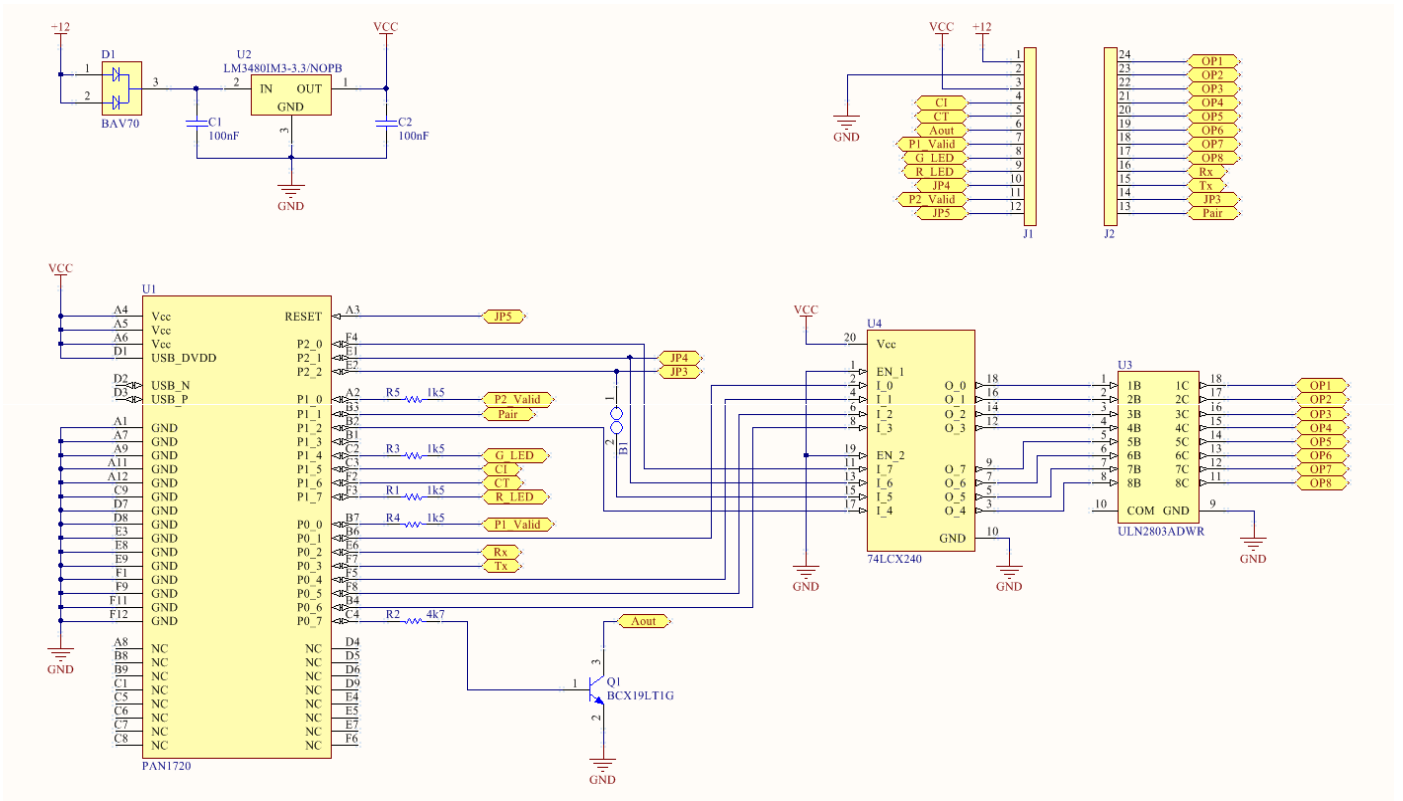 +12
VCC
VCC
+12
D1
U2
LM3480IM3-3.3/NOPB
1
2
3
BAV70
2
IN
OUT
1
GND
3
C1
100nF
C2
100nF
GND
GND
1
2
3
CI 4
CT 5
Aout 6
P1_Valid 7
G_LED 8
R_LED 9
JP4 10
P2_Valid 11
JP5 12
J1
24 OP1
23 OP2
22 OP3
21 OP4
20 OP5
19 OP6
18 OP7
17 OP8
16 Rx
15 Tx
14 JP3
13 Pair
J2
VCC
U1
A4 Vcc
A5 Vcc
A6 Vcc
D1 USB_DVDD
D2 USB_N
D3 USB_P
A1 GND
A7 GND
A9 GND
A11 GND
A12 GND
C9 GND
D7 GND
D8 GND
E3 GND
E8 GND
E9 GND
F1 GND
F9 GND
F11 GND
F12 GND
GND
A8 NC
B8 NC
B9 NC
C1 NC
C5 NC
C6 NC
C7 NC
C8 NC
RESET A3 JP5
P2_0 F4
P2_1 E1 JP4
P2_2 E2 JP3
P1_0 A2 R5 1k5 P2_Valid
P1_1 B3 Pair
P1_2 B2
P1_3 B1
P1_4 C2 R3 1k5 G_LED
P1_5 C3 CI
P1_6 F2 CT
P1_7 F3 R1 1k5 R_LED
P0_0 B7 R4 1k5 P1_Valid
P0_1 B6
P0_2 E6 Rx
P0_3 F7 Tx
P0_4 F5
P0_5 F8
P0_6 B4
P0_7 C4 R2 4k7
NC D4
NC D5
NC D6
NC D9
NC E4
NC E5
NC E7
NC F6
PAN1720
1
2
B1
Aout
3
1
Q1
BCX19LT1G
2
GND
VCC
U4
20 Vcc
1 EN_1
2 I_0 O_0 18
4 I_1 O_1 16
6 I_2 O_2 14
8 I_3 O_3 12
19 EN_2
11 I_7 O_7 9
13 I_6 O_6 7
15 I_5 O_5 5
17 I_4 O_4 3
GND 10
74LCX240
GND
GND
U3
1 1B 1C 18 OP1
2 2B 2C 17 OP2
3 3B 3C 16 OP3
4 4B 4C 15 OP4
5 5B 5C 14 OP5
6 6B 6C 13 OP6
7 7B 7C 12 OP7
8 8B 8C 11 OP8
10 COM GND 9
ULN2803ADWR
GND